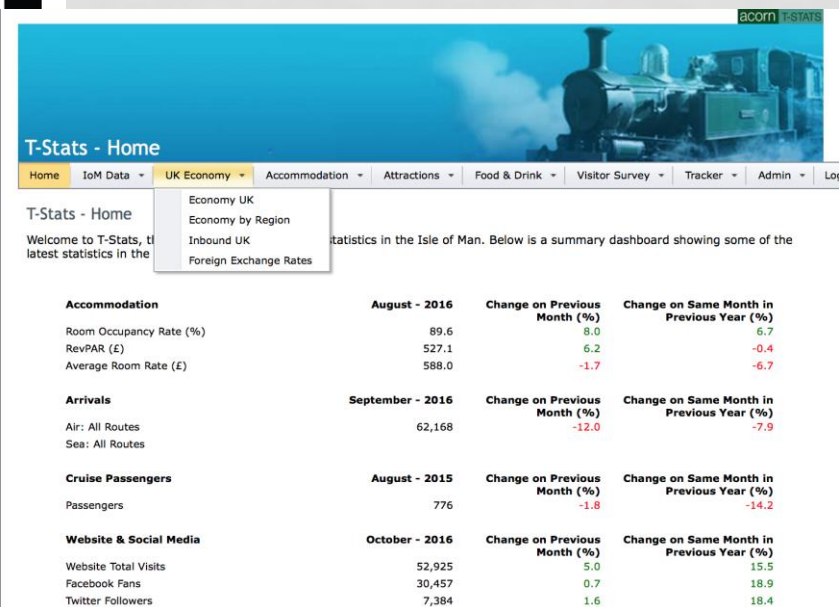 acorn T-STATS
T-Stats - Home
Home IoM Data UK Economy Accommodation Attractions Food & Drink Visitor Survey Tracker Admin Log
Economy UK
Economy by Region
Inbound UK
Foreign Exchange Rates
T-Stats - Home
Welcome to T-Stats, statistics in the Isle of Man. Below is a summary dashboard showing some of the
latest statistics in the
Accommodation August - 2016 Change on Previous Month (%) Change on Same Month in Previous Year (%)
Room Occupancy Rate (%) 89.6 8.0 6.7
RevPAR (£) 527.1 6.2 -0.4
Average Room Rate (£) 588.0 -1.7 -6.7
Arrivals September - 2016 Change on Previous Month (%) Change on Same Month in Previous Year (%)
Air: All Routes 62,168 -12.0 -7.9
Sea: All Routes
Cruise Passengers August - 2015 Change on Previous Month (%) Change on Same Month in Previous Year (%)
Passengers 776 -1.8 -14.2
Website & Social Media October - 2016 Change on Previous Month (%) Change on Same Month in Previous Year (%)
Website Total Visits 52,925 5.0 15.5
Facebook Fans 30,457 0.7 18.9
Twitter Followers 7,384 1.6 18.4